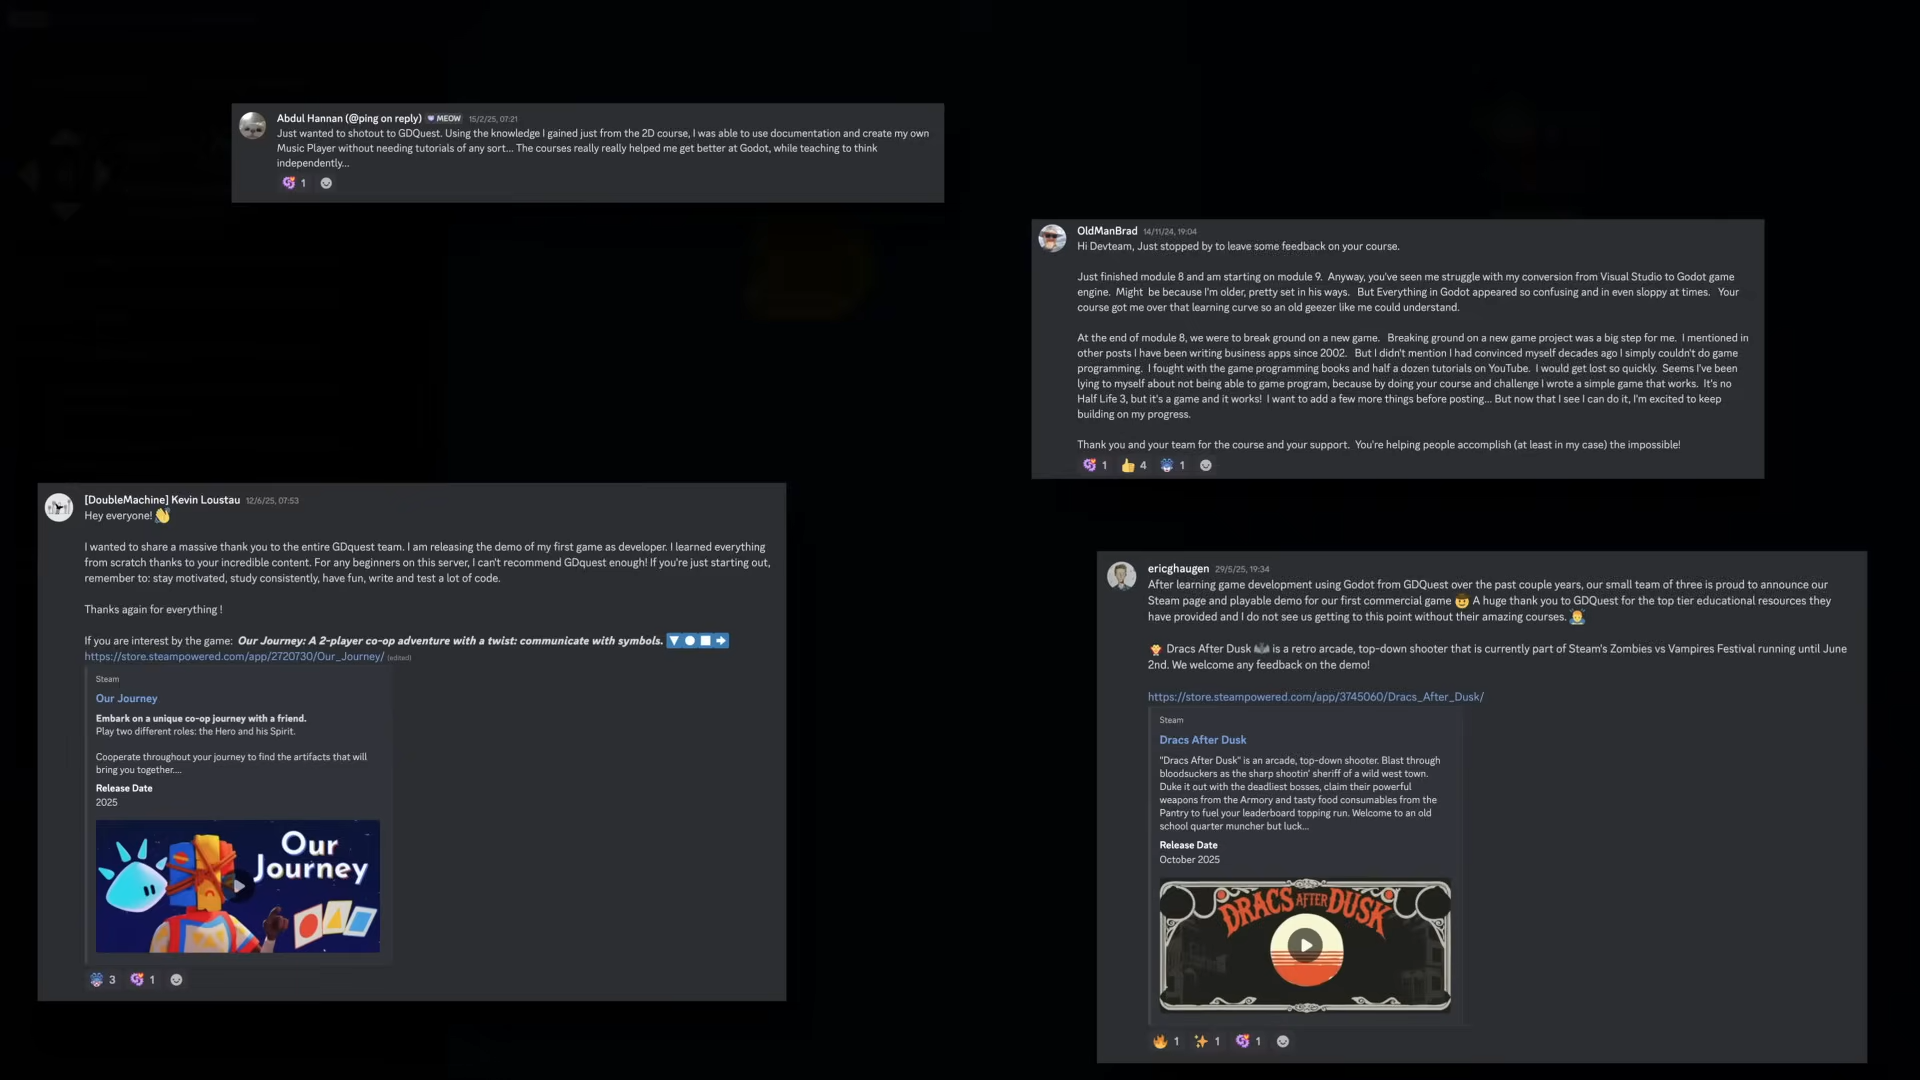 Abdul Hannan (@ping on reply) MEOW 15/2/25, 07:21
Just wanted to shotout to GDQuest. Using the knowledge I gained just from the 2D course, I was able to use documentation and create my own
Music Player without needing tutorials of any sort... The courses really really helped me get better at Godot, while teaching to think
independently...
1
OldManBrad 14/11/24, 19:04
Hi Devteam, Just stopped by to leave some feedback on your course.
Just finished module 8 and am starting on module 9. Anyway, you've seen me struggle with my conversion from Visual Studio to Godot game
engine. Might be because I'm older, pretty set in his ways. But Everything in Godot appeared so confusing and in even sloppy at times. Your
course got me over that learning curve so an old geezer like me could understand.
At the end of module 8, we were to break ground on a new game. Breaking ground on a new game project was a big step for me. I mentioned in
other posts I have been writing business apps since 2002. But I didn't mention I had convinced myself decades ago I simply couldn't do game
programming. I fought with the game programming books and half a dozen tutorials on YouTube. I would get lost so quickly. Seems I've been
lying to myself about not being able to game program, because by doing your course and challenge I wrote a simple game that works. It's no
Half Life 3, but it's a game and it works! I want to add a few more things before posting... But now that I see I can do it, I'm excited to keep
building on my progress.
Thank you and your team for the course and your support. You're helping people accomplish (at least in my case) the impossible!
1 4 1
[DoubleMachine] Kevin Loustau 12/6/25, 07:53
Hey everyone!
I wanted to share a massive thank you to the entire GDquest team. I am releasing the demo of my first game as developer. I learned everything
from scratch thanks to your incredible content. For any beginners on this server, I can't recommend GDquest enough! If you're just starting out,
remember to: stay motivated, study consistently, have fun, write and test a lot of code.
Thanks again for everything !
If you are interest by the game: Our Journey: A 2-player co-op adventure with a twist: communicate with symbols.
https://store.steampowered.com/app/2720730/Our_Journey/ (edited)
Steam
Our Journey
Embark on a unique co-op journey with a friend.
Play two different roles: the Hero and his Spirit.
Cooperate throughout your journey to find the artifacts that will
bring you together....
Release Date
2025
Our
Journey
3 1
ericghaugen 29/5/25, 19:34
After learning game development using Godot from GDQuest over the past couple years, our small team of three is proud to announce our
Steam page and playable demo for our first commercial game A huge thank you to GDQuest for the top tier educational resources they
have provided and I do not see us getting to this point without their amazing courses.
Dracs After Dusk is a retro arcade, top-down shooter that is currently part of Steam's Zombies vs Vampires Festival running until June
2nd. We welcome any feedback on the demo!
https://store.steampowered.com/app/3745060/Dracs_After_Dusk/
Steam
Dracs After Dusk
"Dracs After Dusk" is an arcade, top-down shooter. Blast through
bloodsuckers as the sharp shootin' sheriff of a wild west town.
Duke it out with the deadliest bosses, claim their powerful
weapons from the Armory and tasty food consumables from the
Pantry to fuel your leaderboard topping run. Welcome to an old
school quarter muncher but luck...
Release Date
October 2025
DRACS AFTER DUSK
1 1 1